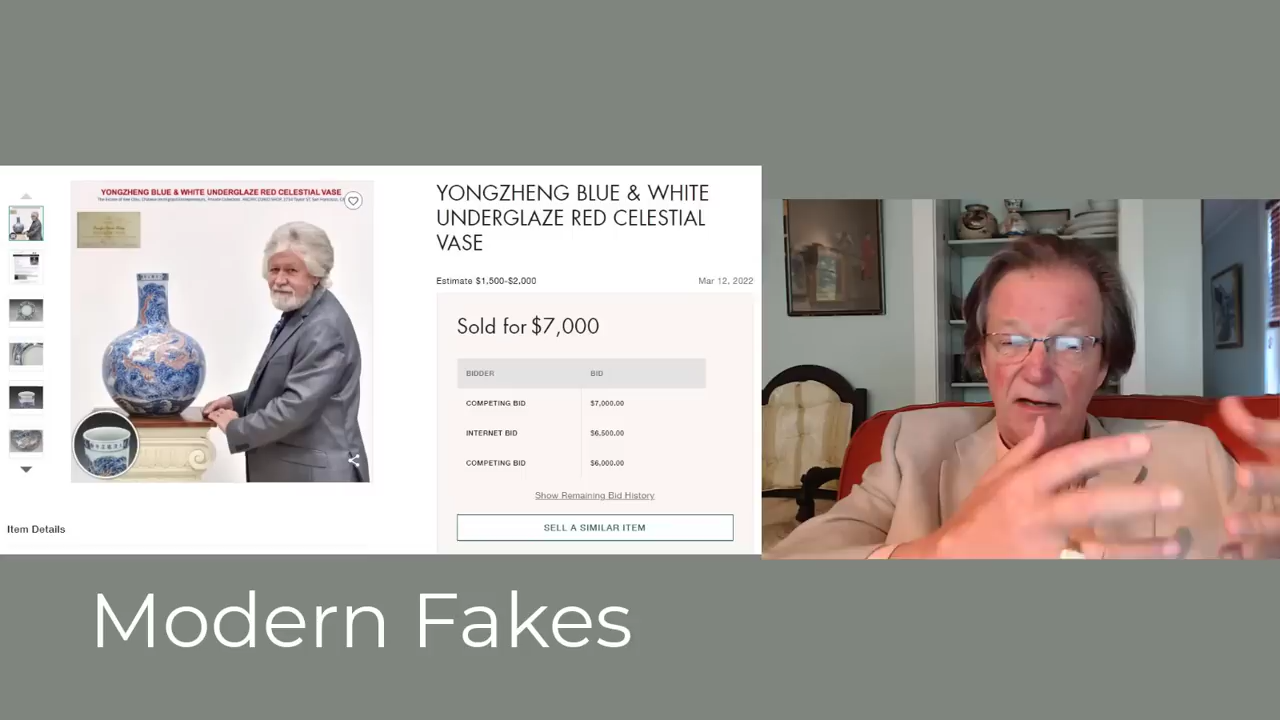 YONGZHENG BLUE & WHITE UNDERGLAZE RED CELESTIAL VASE
YONGZHENG BLUE & WHITE
UNDERGLAZE RED CELESTIAL
VASE
Estimate $1,500-$2,000
Mar 12, 2022
Sold for $7,000
BIDDER BID
COMPETING BID $7,000.00
INTERNET BID $6,500.00
COMPETING BID $6,000.00
Show Remaining Bid History
SELL A SIMILAR ITEM
Item Details
Modern Fakes